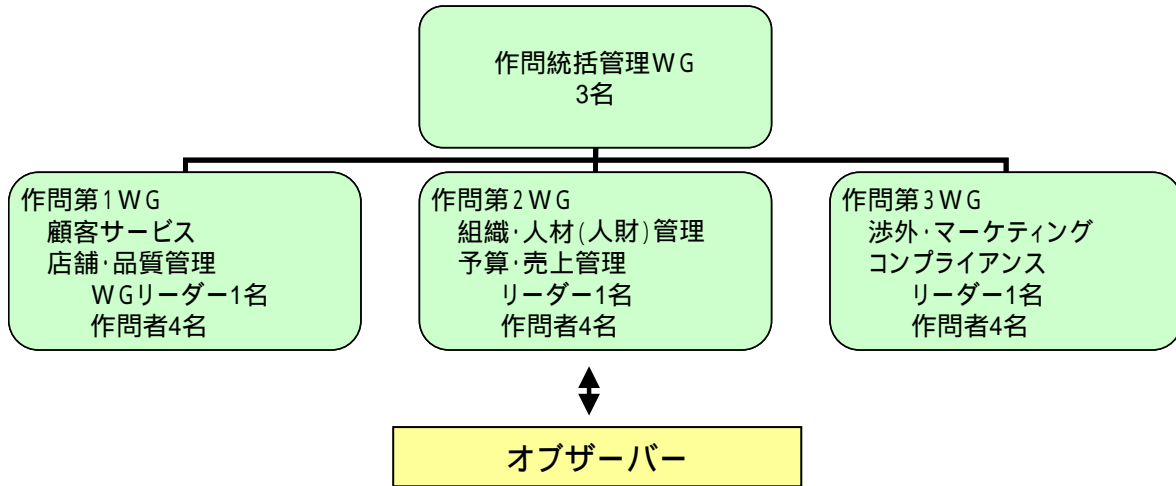 作問統括管理WG
3名
作問第1WG
顧客サービス
店舗・品質管理
WGリーダー1名
作問者4名
作問第2WG
組織・人材(人財)管理
予算・売上管理
リーダー1名
作問者4名
作問第3WG
渉外・マーケティング
コンプライアンス
リーダー1名
作問者4名
オブザーバー